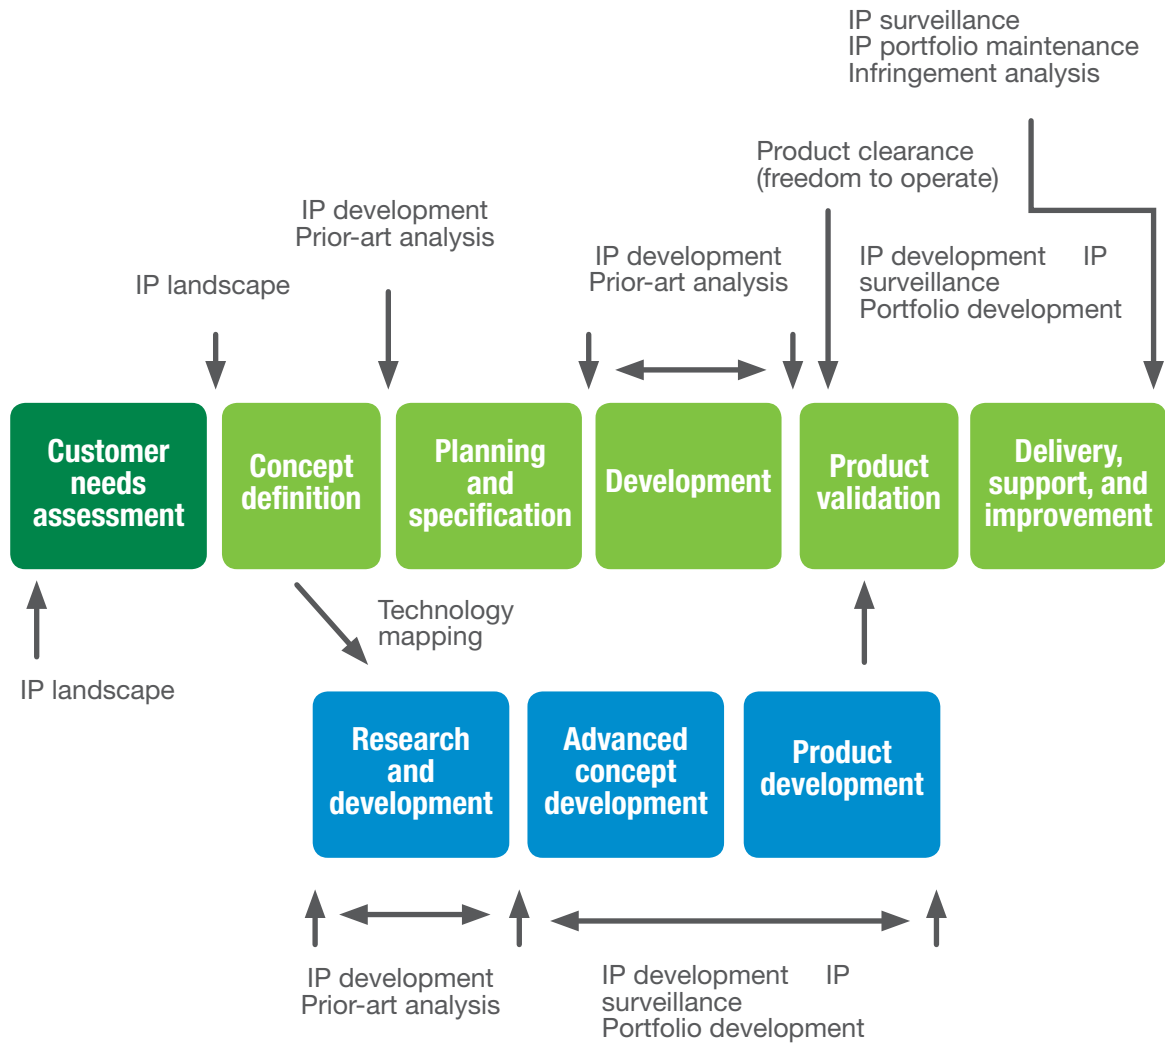 IP surveillance
IP portfolio maintenance
Infringement analysis
Product clearance
(freedom to operate)
IP development
Prior-art analysis
IP development
Prior-art analysis
IP development IP
surveillance
Portfolio development
IP landscape
Customer
needs
assessment
Concept
definition
Planning
and
specification
Development
Product
validation
Delivery,
support, and
improvement
Technology
mapping
IP landscape
Research
and
development
Advanced
concept
development
Product
development
IP development
Prior-art analysis
IP development IP
surveillance
Portfolio development